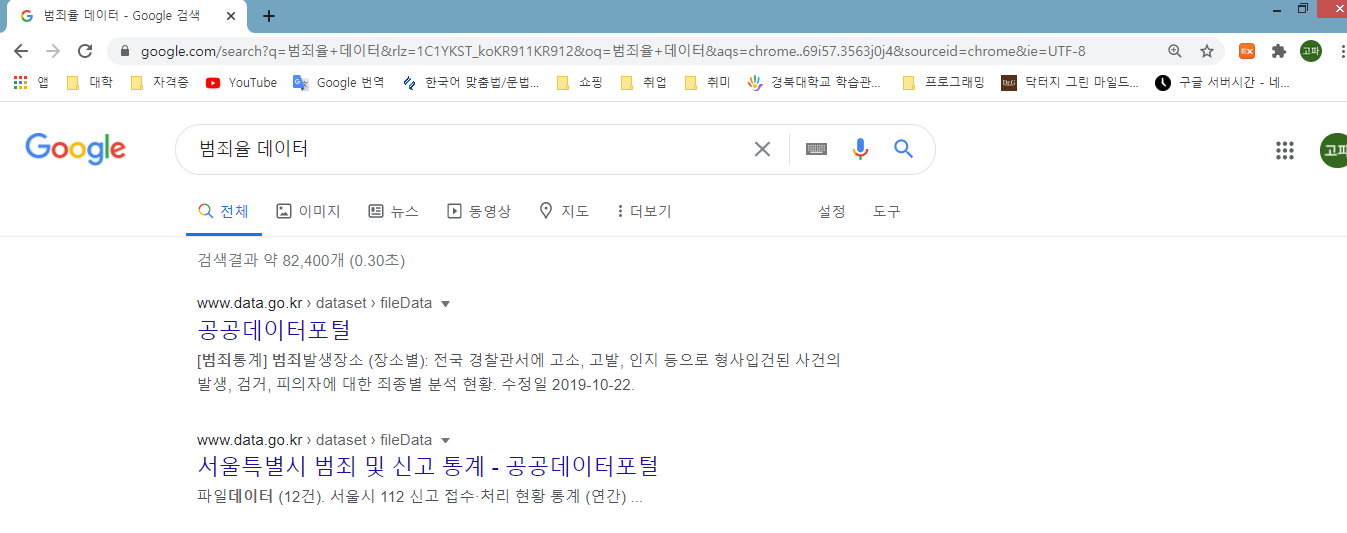 범죄율 데이터 - Google 검색
google.com/search?q=범죄율+데이터&rlz=1C1YKST_koKR911KR912&oq=범죄율+데이터&aqs=chrome..69i57.3563j0j4&sourceid=chrome&ie=UTF-8 고파
앱 대학 자격증 YouTube Google 번역 한국어 맞춤법/문법... 쇼핑 취업 취미 경북대학교 학습관... 프로그래밍 닥터지 그린 마일드... 구글 서버시간 - 네...
Google 범죄율 데이터 고파
전체 이미지 뉴스 동영상 지도 더보기 설정 도구
검색결과 약 82,400개 (0.30초)
www.data.go.kr › dataset › fileData
공공데이터포털
[범죄통계] 범죄발생장소 (장소별): 전국 경찰관서에 고소, 고발, 인지 등으로 형사입건된 사건의
발생, 검거, 피의자에 대한 죄종별 분석 현황. 수정일 2019-10-22.
www.data.go.kr › dataset › fileData
서울특별시 범죄 및 신고 통계 - 공공데이터포털
파일데이터 (12건). 서울시 112 신고 접수·처리 현황 통계 (연간) ...